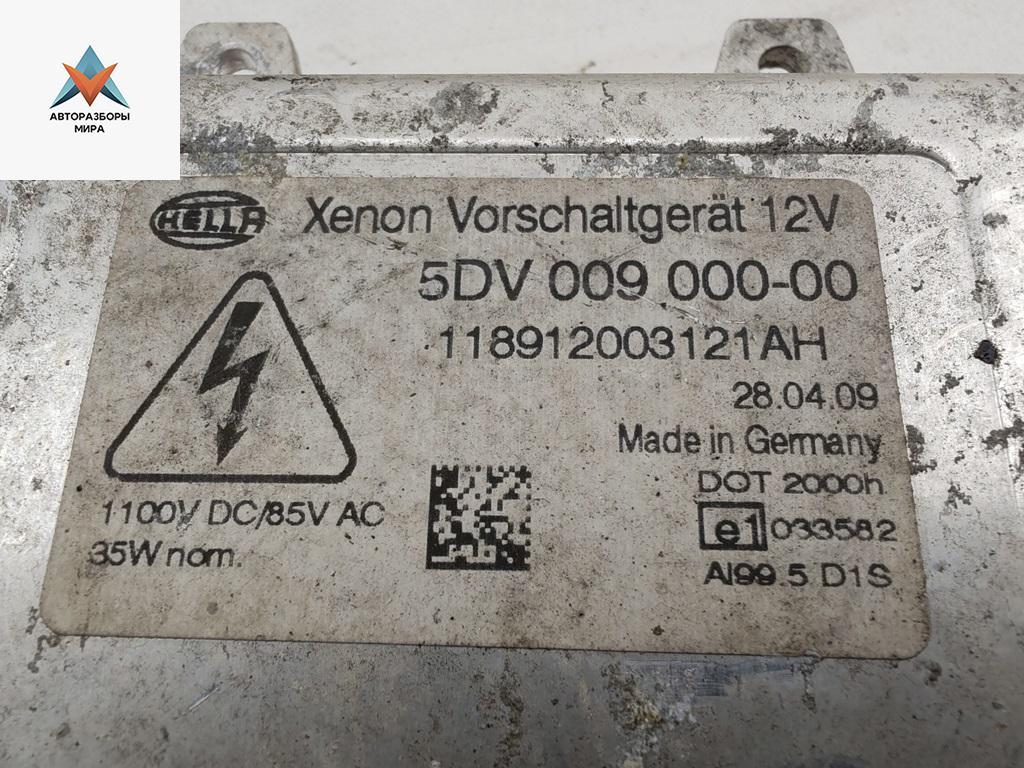 АВТОРАЗБОРЫ
МИРА
HELLA
Xenon Vorschaltgerät 12V
5DV 009 000-00
118912003121AH
28.04.09
Made in Germany
DOT 2000h
1100V DC/85V AC
e1 033582
35W nom.
Al99.5 D1S